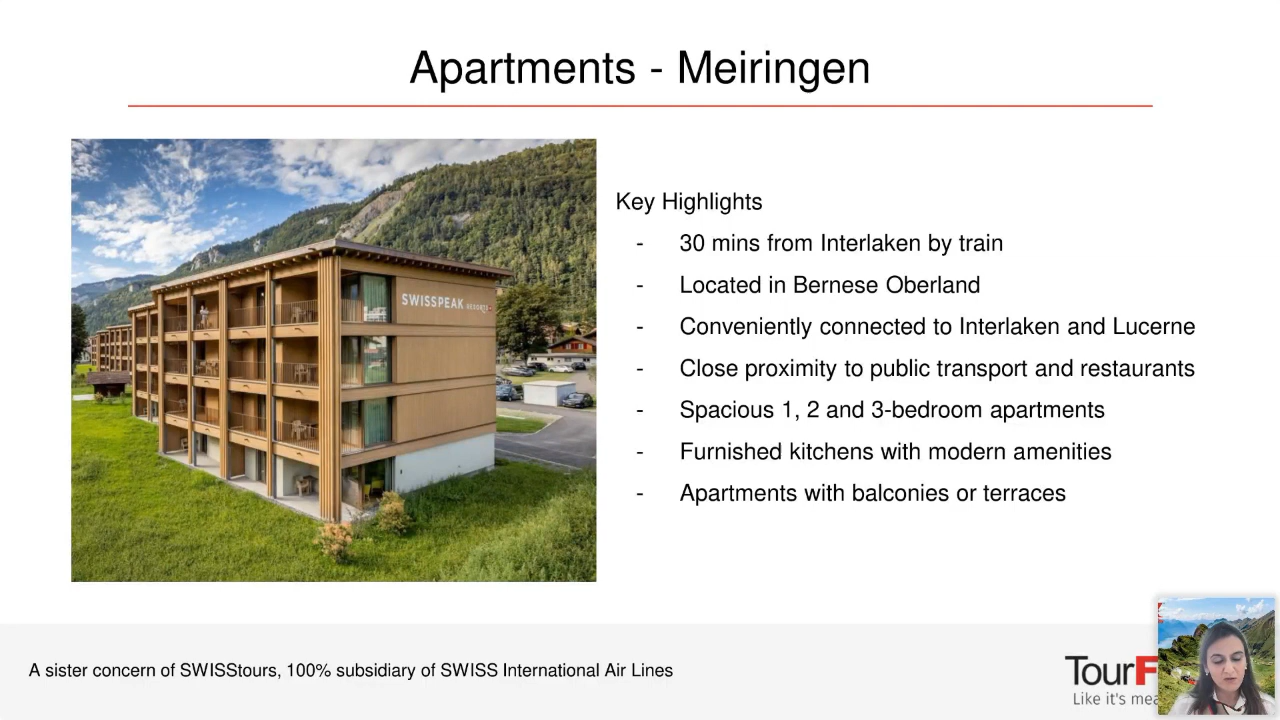 Apartments - Meiringen
SWISSPEAK RESORTS
Key Highlights
- 30 mins from Interlaken by train
- Located in Bernese Oberland
- Conveniently connected to Interlaken and Lucerne
- Close proximity to public transport and restaurants
- Spacious 1, 2 and 3-bedroom apartments
- Furnished kitchens with modern amenities
- Apartments with balconies or terraces
A sister concern of SWISStours, 100% subsidiary of SWISS International Air Lines
TourF
Like it's mea